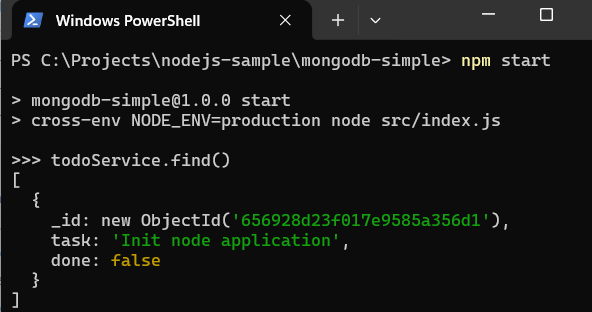 Windows PowerShell
PS C:\Projects\nodejs-sample\mongodb-simple> npm start
> mongodb-simple@1.0.0 start
> cross-env NODE_ENV=production node src/index.js
>>> todoService.find()
[
  {
    _id: new ObjectId('656928d23f017e9585a356d1'),
    task: 'Init node application',
    done: false
  }
]